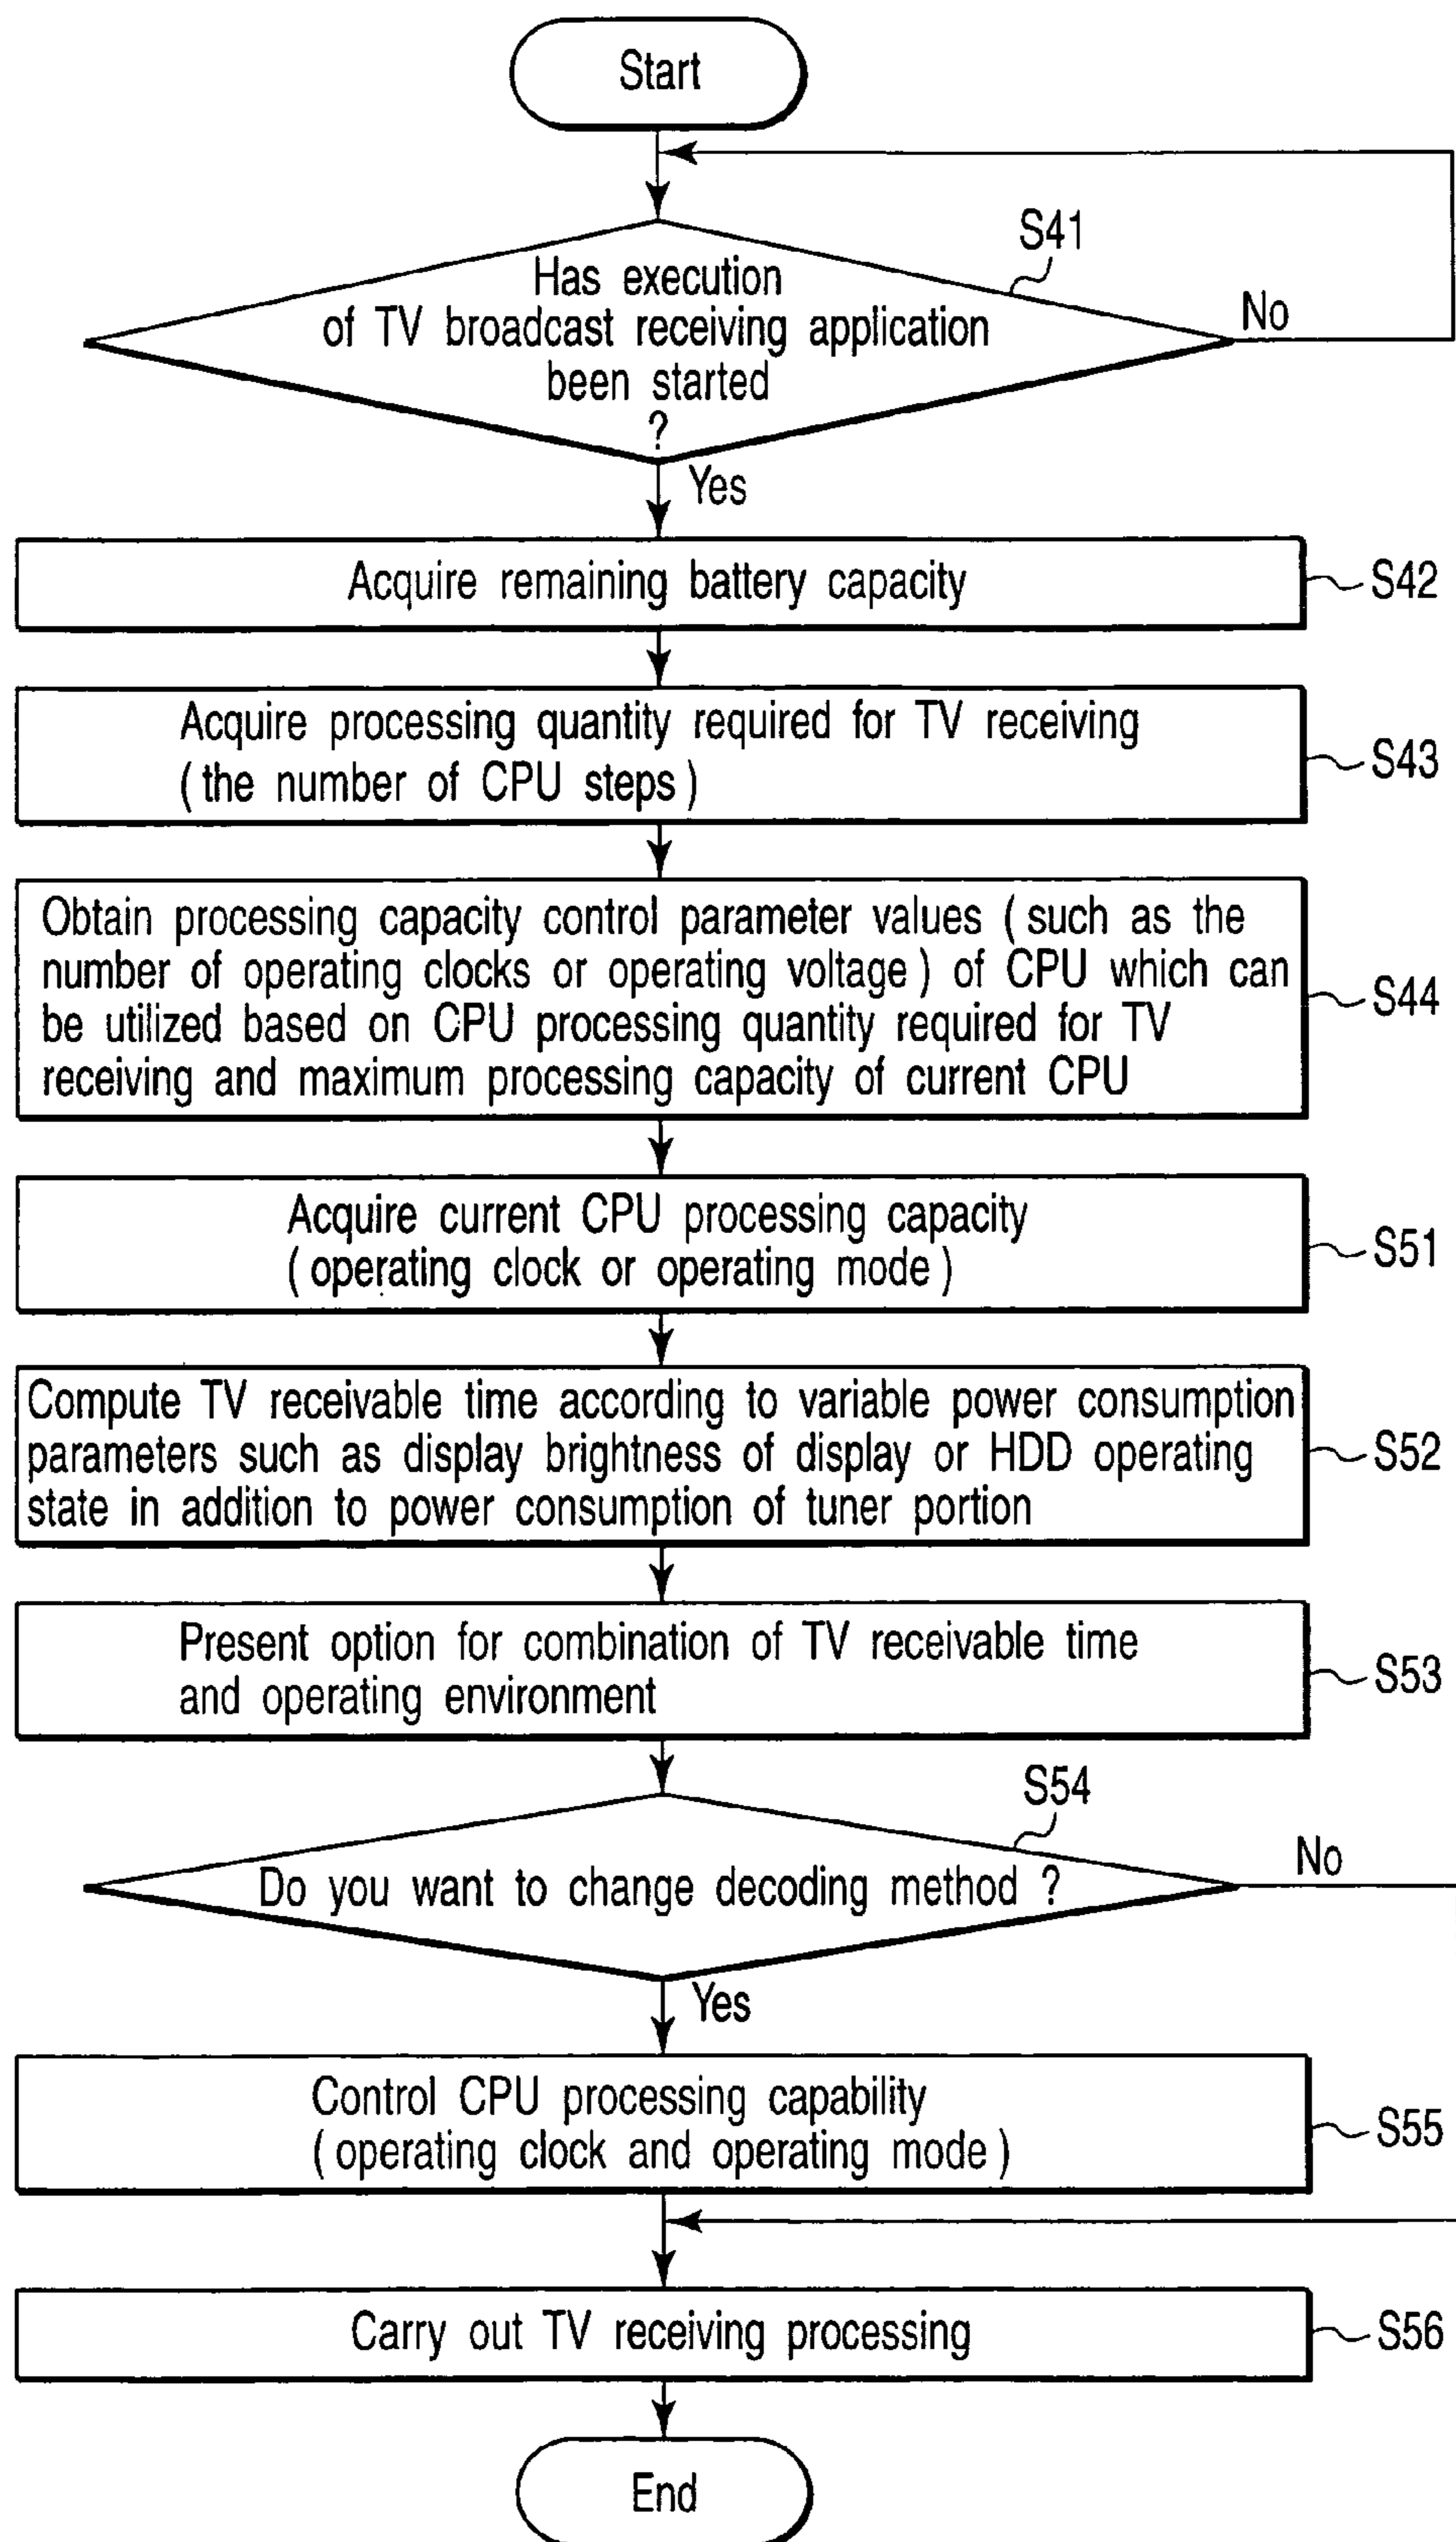 Start
S41
Has execution
of TV broadcast receiving application
been started
?
No
Yes
Acquire remaining battery capacity
S42
Acquire processing quantity required for TV receiving
(the number of CPU steps)
S43
Obtain processing capacity control parameter values (such as the
number of operating clocks or operating voltage) of CPU which can
be utilized based on CPU processing quantity required for TV
receiving and maximum processing capacity of current CPU
S44
Acquire current CPU processing capacity
(operating clock or operating mode)
S51
Compute TV receivable time according to variable power consumption
parameters such as display brightness of display or HDD operating
state in addition to power consumption of tuner portion
S52
Present option for combination of TV receivable time
and operating environment
S53
S54
Do you want to change decoding method ?
No
Yes
Control CPU processing capability
(operating clock and operating mode)
S55
Carry out TV receiving processing
S56
End